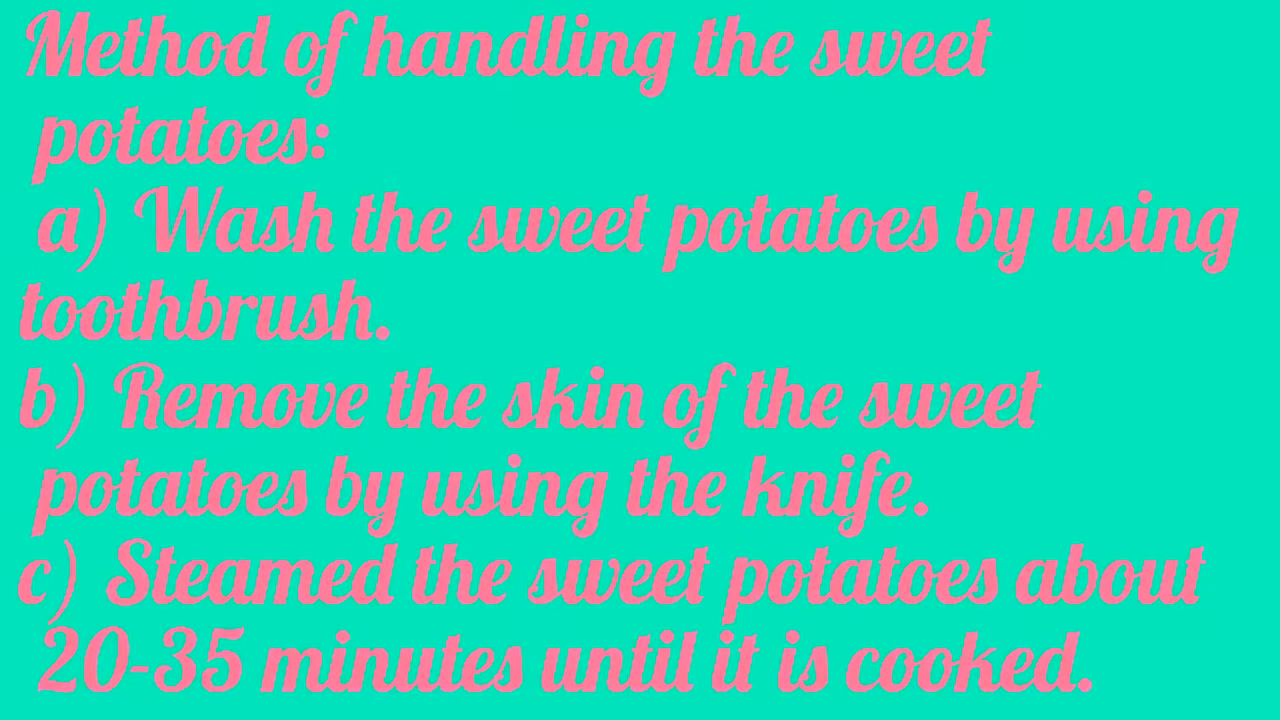 Method of handling the sweet
potatoes:
a) Wash the sweet potatoes by using
toothbrush.
b) Remove the skin of the sweet
potatoes by using the knife.
c) Steamed the sweet potatoes about
20-35 minutes until it is cooked.